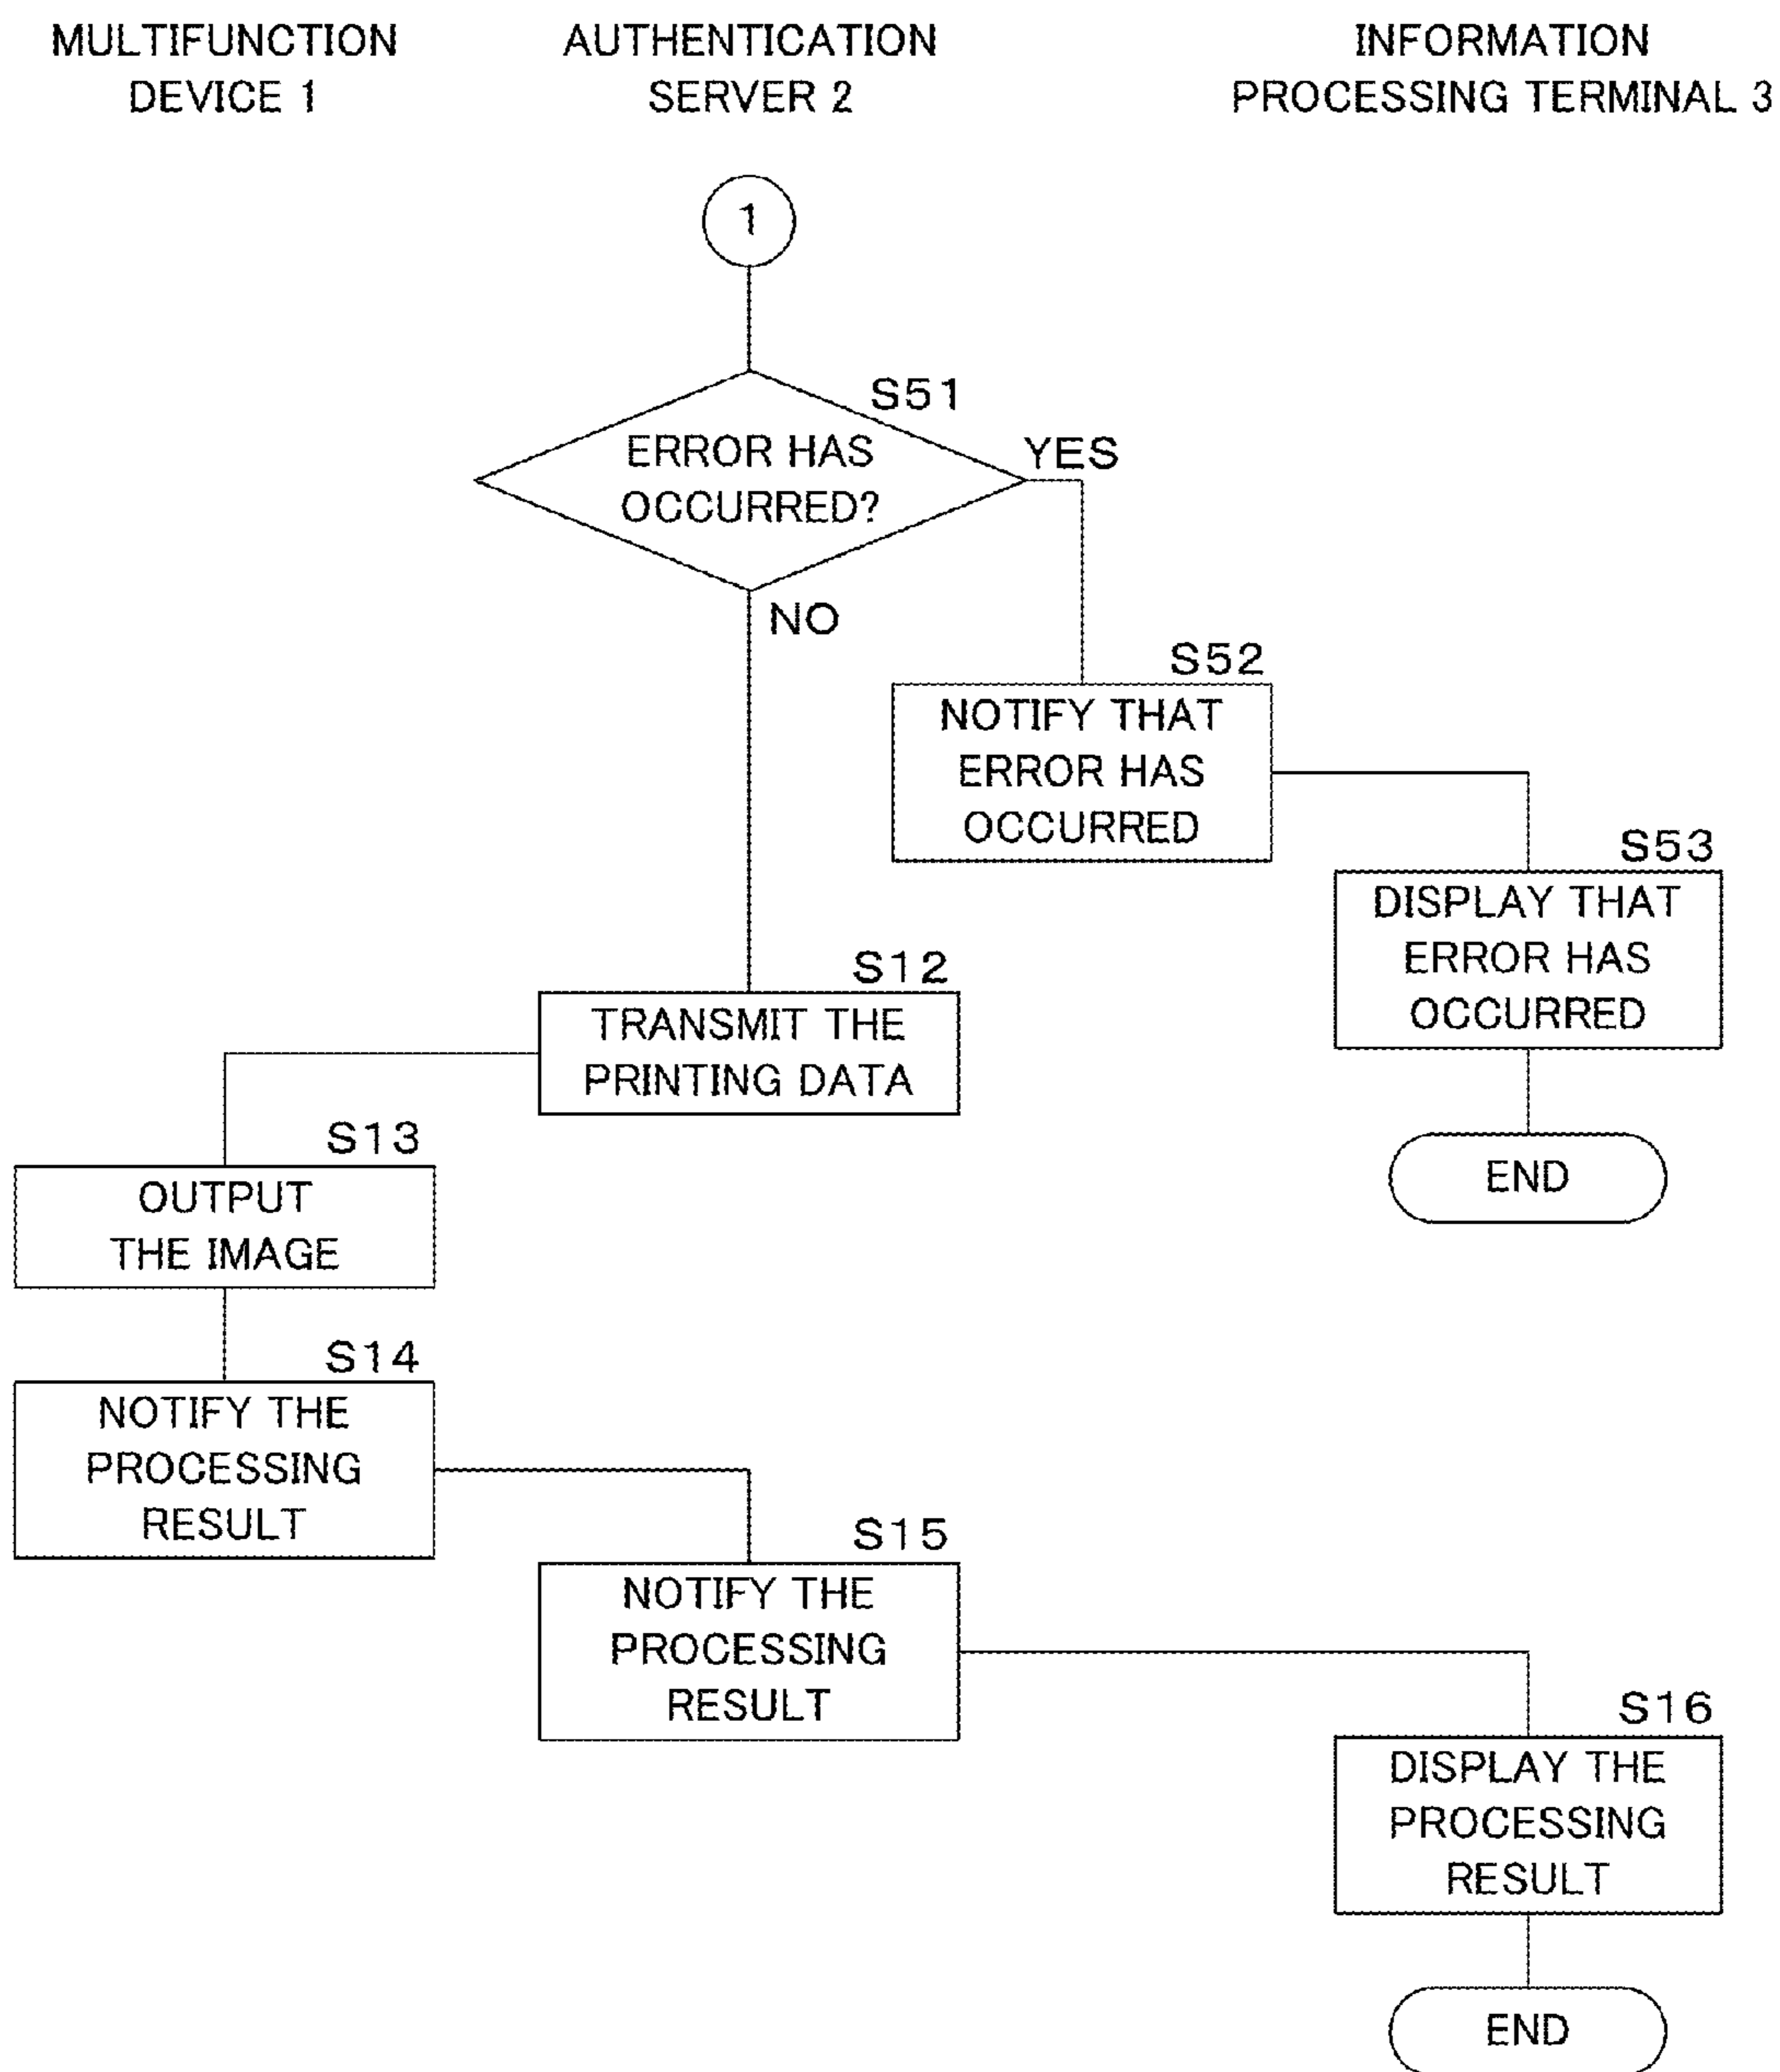 MULTIFUNCTION
DEVICE 1
AUTHENTICATION
SERVER 2
INFORMATION
PROCESSING TERMINAL 3
1
S51
ERROR HAS
OCCURRED?
YES
NO
S52
NOTIFY THAT
ERROR HAS
OCCURRED
S53
DISPLAY THAT
ERROR HAS
OCCURRED
END
S12
TRANSMIT THE
PRINTING DATA
S13
OUTPUT
THE IMAGE
S14
NOTIFY THE
PROCESSING
RESULT
S15
NOTIFY THE
PROCESSING
RESULT
S16
DISPLAY THE
PROCESSING
RESULT
END